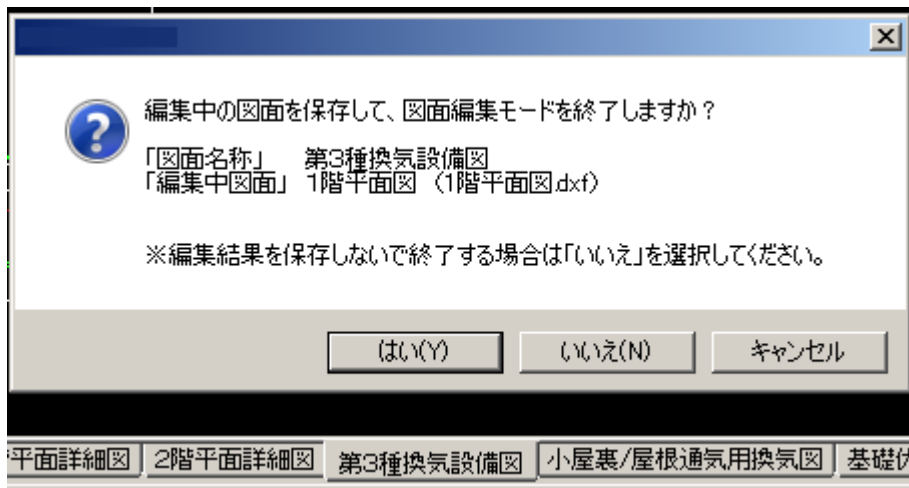 編集中の図面を保存して、図面編集モードを終了しますか？
「図面名称」　第3種換気設備図
「編集中図面」 1階平面図 （1階平面図.dxf）
※編集結果を保存しないで終了する場合は「いいえ」を選択してください。
はい(Y) いいえ(N) キャンセル
平面詳細図 2階平面詳細図 第3種換気設備図 小屋裏/屋根通気用換気図 基礎